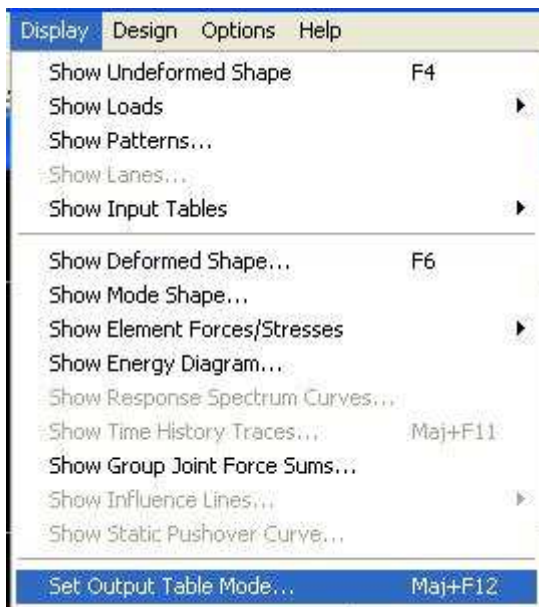 Display Design Options Help
Show Undeformed Shape F4
Show Loads
Show Patterns...
Show Lanes...
Show Input Tables
Show Deformed Shape... F6
Show Mode Shape...
Show Element Forces/Stresses
Show Energy Diagram...
Show Response Spectrum Curves...
Show Time History Traces... Maj+F11
Show Group Joint Force Sums...
Show Influence Lines...
Show Static Pushover Curve...
Set Output Table Mode... Maj+F12